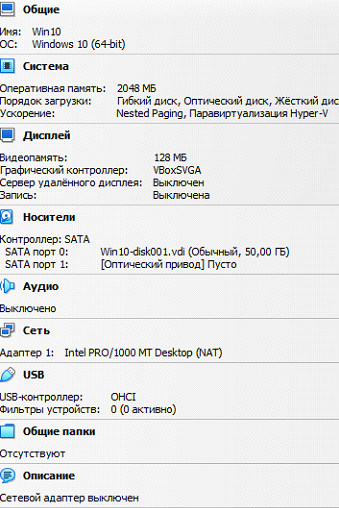 Общие
Имя: Win10
ОС: Windows 10 (64-bit)
Система
Оперативная память: 2048 МБ
Порядок загрузки: Гибкий диск, Оптический диск, Жёсткий диск
Ускорение: Nested Paging, Паравиртуализация Hyper-V
Дисплей
Видеопамять: 128 МБ
Графический контроллер: VBoxSVGA
Сервер удалённого дисплея: Выключен
Запись: Выключена
Носители
Контроллер: SATA
SATA порт 0: Win10-disk001.vdi (Обычный, 50,00 ГБ)
SATA порт 1: [Оптический привод] Пусто
Аудио
Выключено
Сеть
Адаптер 1: Intel PRO/1000 MT Desktop (NAT)
USB
USB-контроллер: OHCI
Фильтры устройств: 0 (0 активно)
Общие папки
Отсутствуют
Описание
Сетевой адаптер выключен